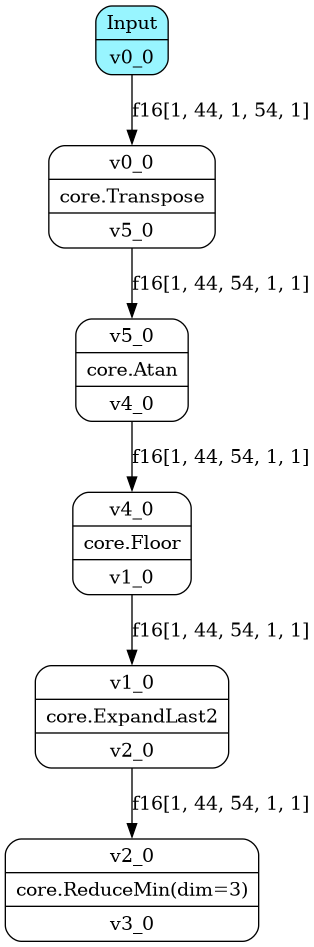 Input
v0_0
f16[1, 44, 1, 54, 1]
v0_0
core.Transpose
v5_0
f16[1, 44, 54, 1, 1]
v5_0
core.Atan
v4_0
f16[1, 44, 54, 1, 1]
v4_0
core.Floor
v1_0
f16[1, 44, 54, 1, 1]
v1_0
core.ExpandLast2
v2_0
f16[1, 44, 54, 1, 1]
v2_0
core.ReduceMin(dim=3)
v3_0